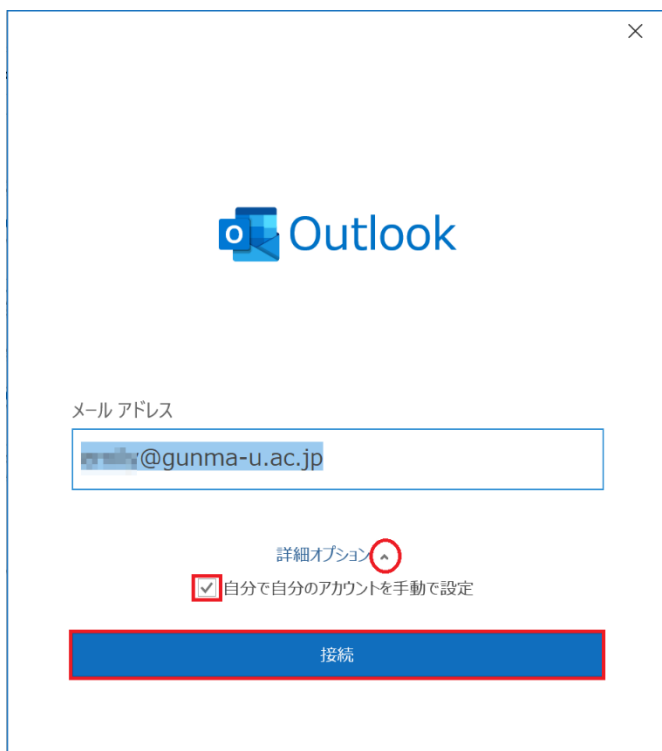 Outlook
メール アドレス
@gunma-u.ac.jp
詳細オプション
自分で自分のアカウントを手動で設定
接続